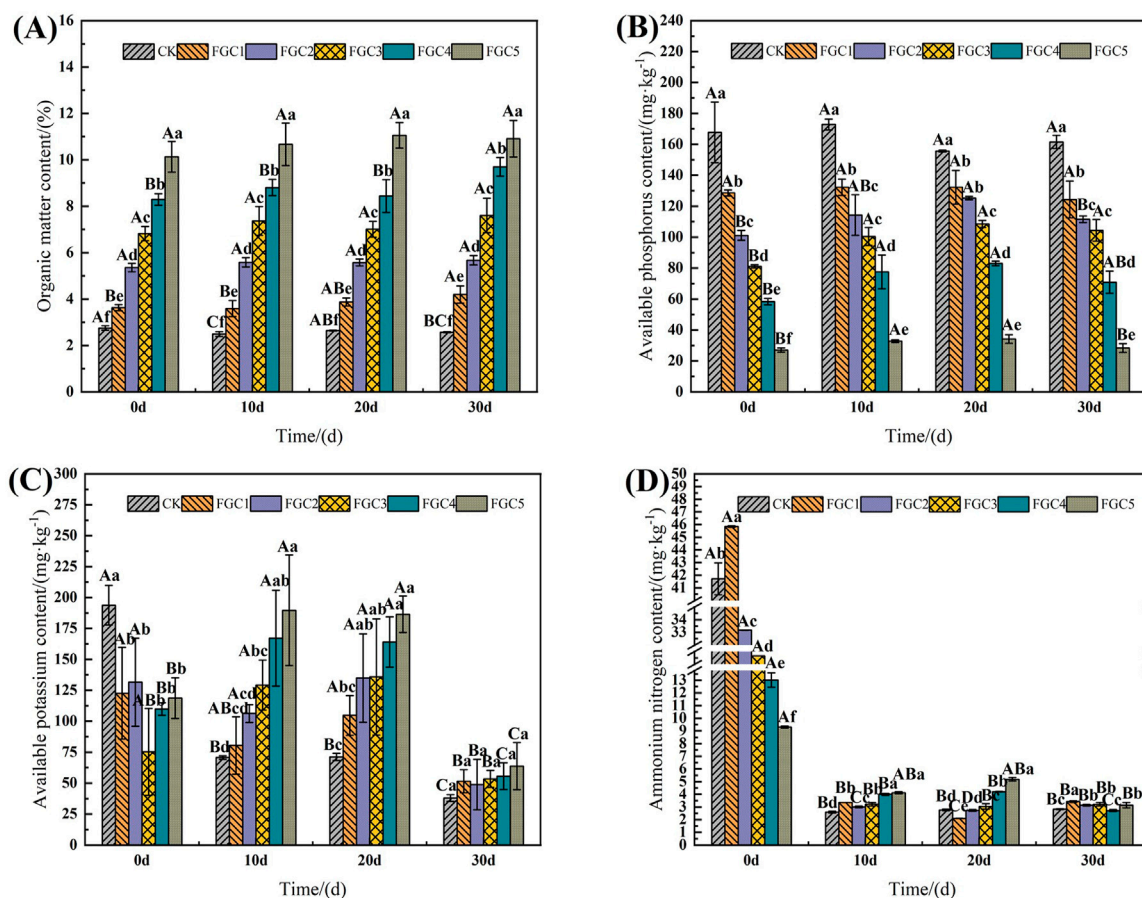 (A)
Organic matter content/(%)
16
14
12
10
8
6
4
2
0
CK FGC1 FGC2 FGC3 FGC4 FGC5
Af Be Ad Ac Bb Aa
Cf Be Ad Ac Bb Aa
ABf ABe Ad Ac Bb Aa
BCf Ae Ac Ab Aa
0d 10d 20d 30d
Time/(d)
(B)
Available phosphorus content/(mg·kg⁻¹)
240
220
200
180
160
140
120
100
80
60
40
20
0
CK FGC1 FGC2 FGC3 FGC4 FGC5
Aa Ab Bc Bd Be Bf
Aa Ab ABc Ac Ad Ae
Aa Ab Ab Ac Ad Ae
Aa Ab Bc Ac ABd Be
0d 10d 20d 30d
Time/(d)
(C)
Available potassium content/(mg·kg⁻¹)
300
275
250
225
200
175
150
125
100
75
50
25
0
CK FGC1 FGC2 FGC3 FGC4 FGC5
Aa Ab Ab ABb Bb Bb
Bd ABcd Acd Abc Aab Aa
Bc Abc Aab Aab Aa Aa
Ca Ba Ba Ba Ca Ca
0d 10d 20d 30d
Time/(d)
(D)
Ammonium nitrogen content/(mg·kg⁻¹)
50
49
48
47
46
45
44
43
42
41
34
33
13
12
11
10
9
8
7
6
5
4
3
2
1
0
CK FGC1 FGC2 FGC3 FGC4 FGC5
Ab Aa Ac Ad Ae Af
Bd Bb Cc Bb Ba ABa
Bd Ce Dd Bc Bb ABa
Bc Ba Bb Bb Cc Bb
0d 10d 20d 30d
Time/(d)